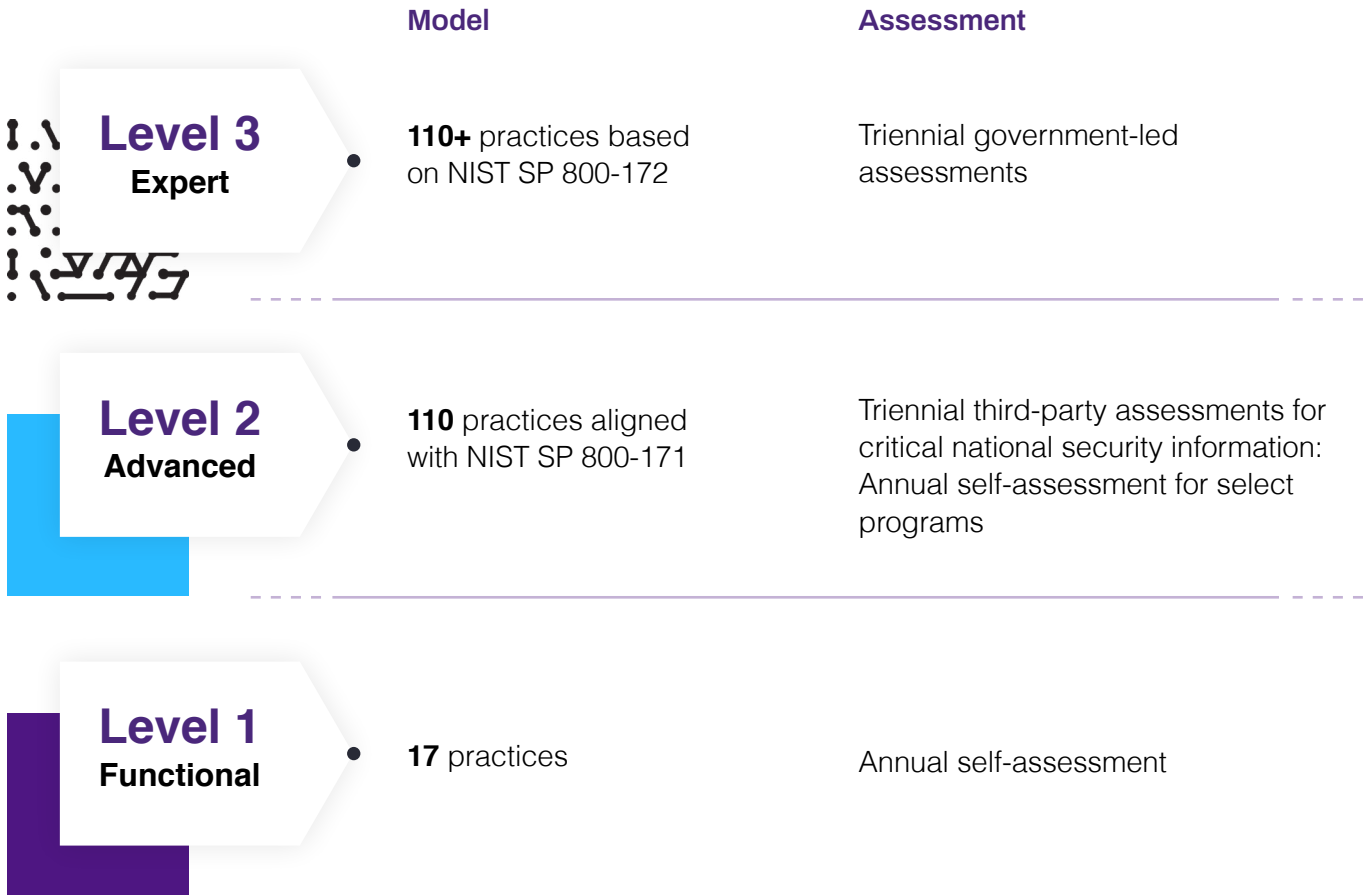 Model
Assessment
Level 3
Expert
110+ practices based
on NIST SP 800-172
Triennial government-led
assessments
Level 2
Advanced
110 practices aligned
with NIST SP 800-171
Triennial third-party assessments for
critical national security information:
Annual self-assessment for select
programs
Level 1
Functional
17 practices
Annual self-assessment